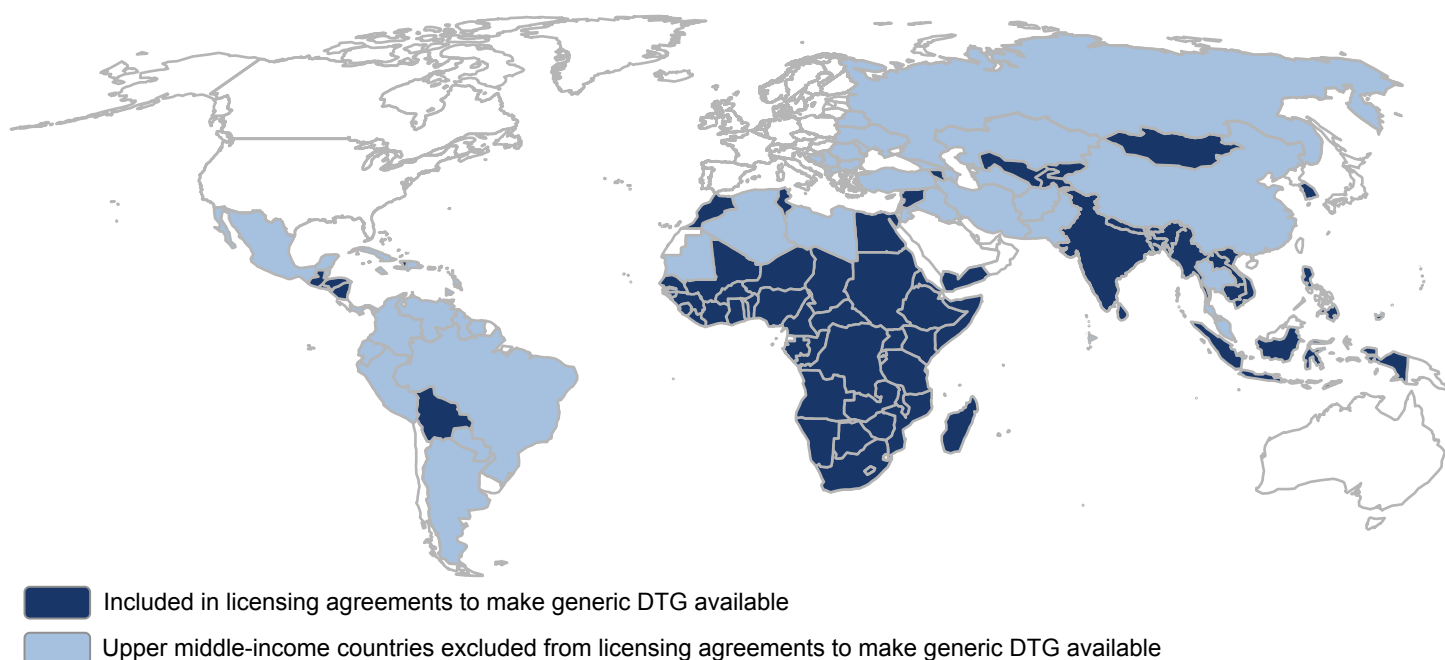 Included in licensing agreements to make generic DTG available
Upper middle-income countries excluded from licensing agreements to make generic DTG available